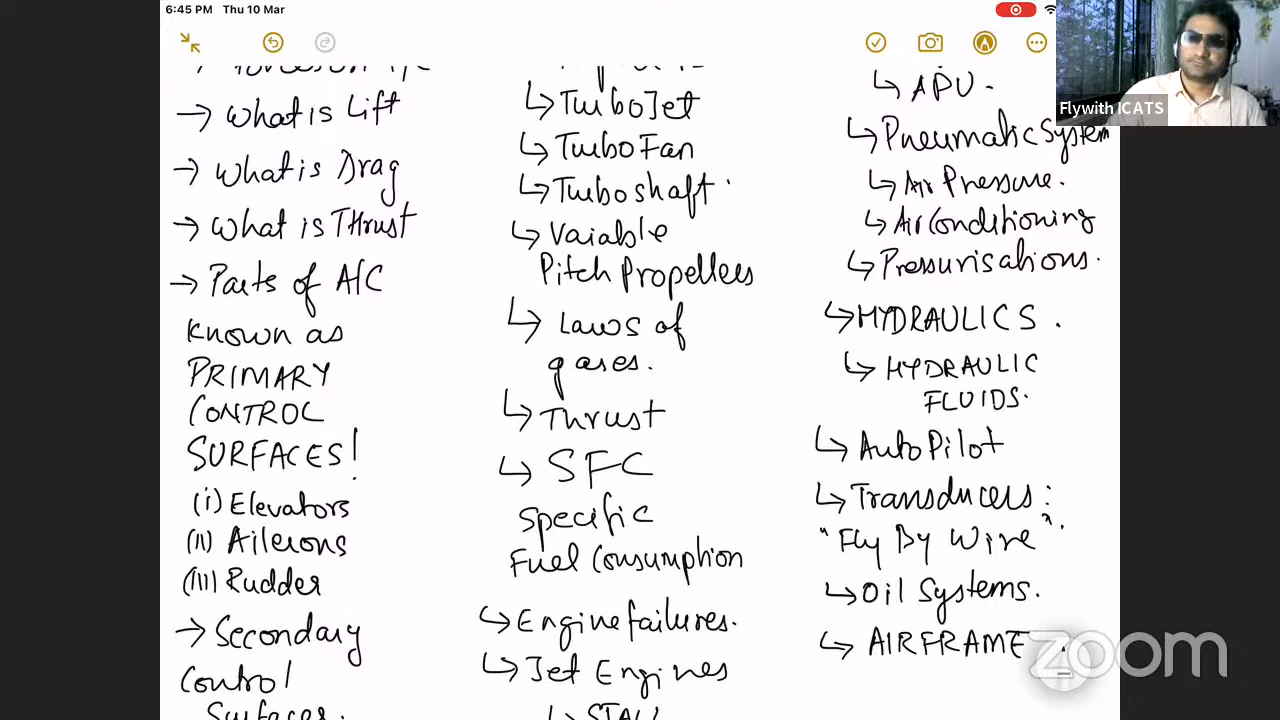 6:45 PM Thu 10 Mar
→ What is Lift
→ What is Drag
→ What is THrust
→ Parts of A/C
Known as
PRIMARY
CONTROL
SURFACES!
(i) Elevators
(ii) Ailerons
(iii) Rudder
→ Secondary
Control
Surfaces.
↳ TurboJet
↳ TurboFan
↳ Turboshaft
↳ Vaiable
Pitch Propellers
↳ Laws of
gases.
↳ Thrust
↳ SFC
Specific
Fuel Consumption
↳ Engine failures.
↳ Jet Engines
↳ STALL
↳ APU.
↳ Pneumatic System
↳ Air Pressure.
↳ Air Conditioning
↳ Pressurisations.
↳ HYDRAULICS.
↳ HYDRAULIC
FLUIDS.
↳ AutoPilot
↳ Transducers:
"Fly By Wire".
↳ Oil Systems.
↳ AIRFRAME
Flywith ICATS
zoom